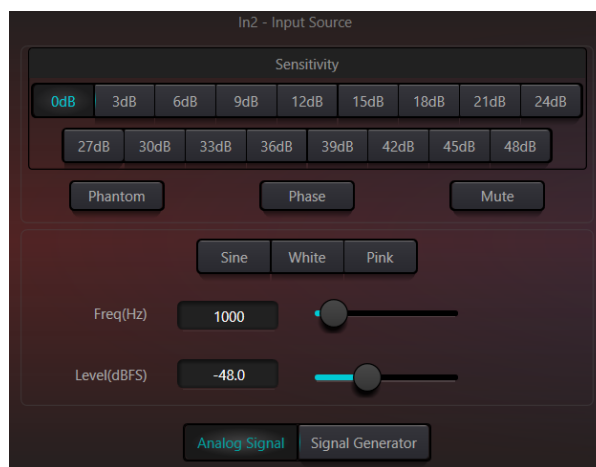 In2 - Input Source
Sensitivity
0dB 3dB 6dB 9dB 12dB 15dB 18dB 21dB 24dB
27dB 30dB 33dB 36dB 39dB 42dB 45dB 48dB
Phantom Phase Mute
Sine White Pink
Freq(Hz) 1000
Level(dBFS) -48.0
Analog Signal Signal Generator